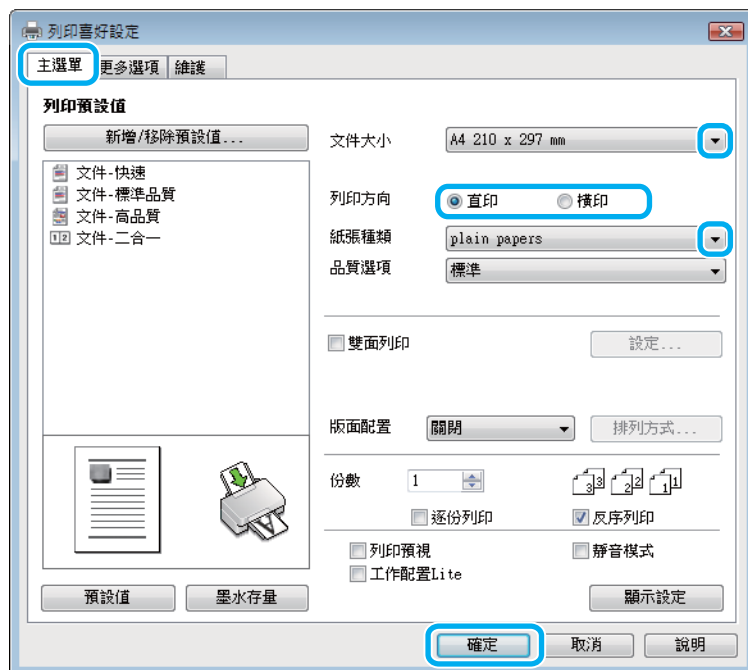 列印喜好設定
主選單 更多選項 維護
列印預設值
新增/移除預設值...
文件-快速
文件-標準品質
文件-高品質
12 文件-二合一
文件大小 A4 210 x 297 mm
列印方向 直印 橫印
紙張種類 plain papers
品質選項 標準
雙面列印 設定...
版面配置 關閉 排列方式...
份數 1 3 3 2 2 1 1
逐份列印 反序列印
列印預視 靜音模式
工作配置Lite
預設值 墨水存量 顯示設定
確定 取消 說明